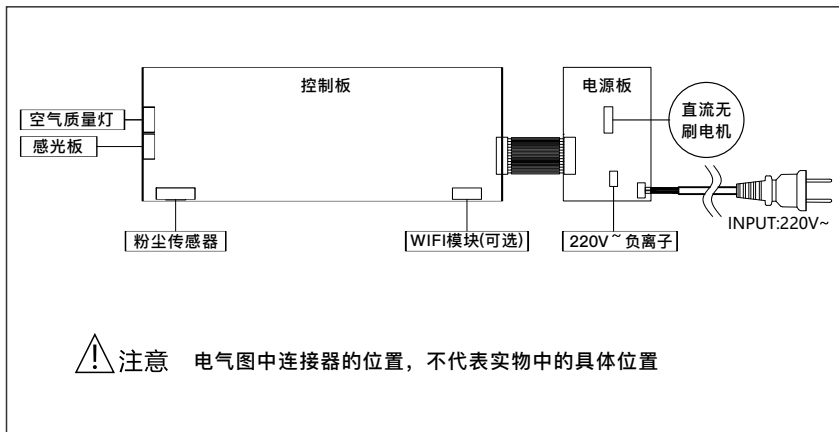 控制板
电源板
直流无
刷电机
空气质量灯
感光板
INPUT:220V~
粉尘传感器
WIFI模块(可选)
220V~负离子
注意 电气图中连接器的位置，不代表实物中的具体位置